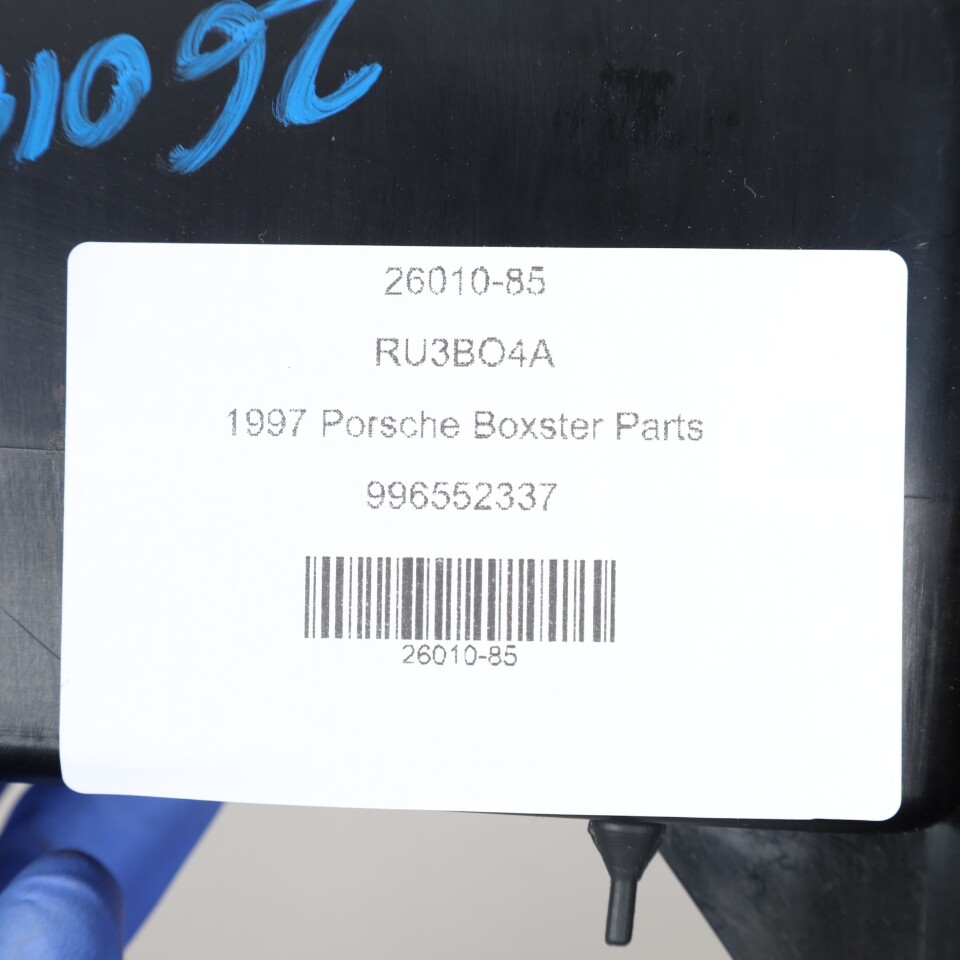 26010-85
RU3BO4A
1997 Porsche Boxster Parts
996552337
26010-85